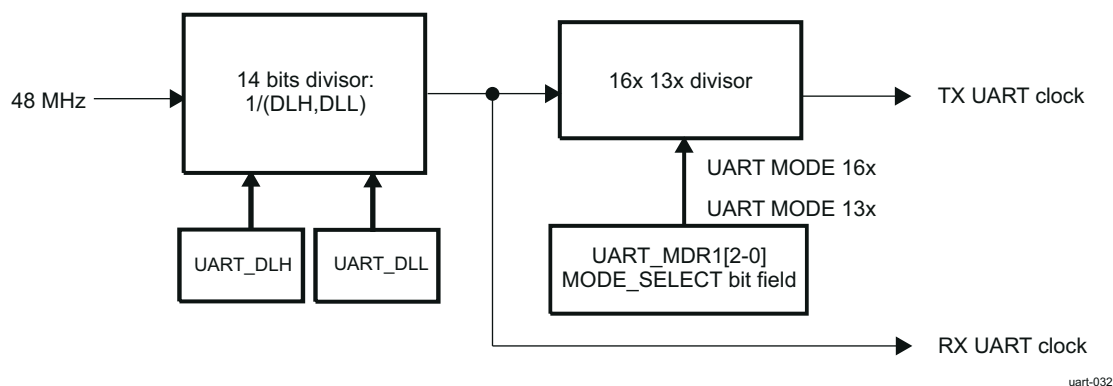 14 bits divisor:
1/(DLH,DLL)
16x 13x divisor
48 MHz
TX UART clock
UART MODE 16x
UART MODE 13x
UART_DLH
UART_DLL
UART_MDR1[2-0]
MODE_SELECT bit field
RX UART clock
uart-032